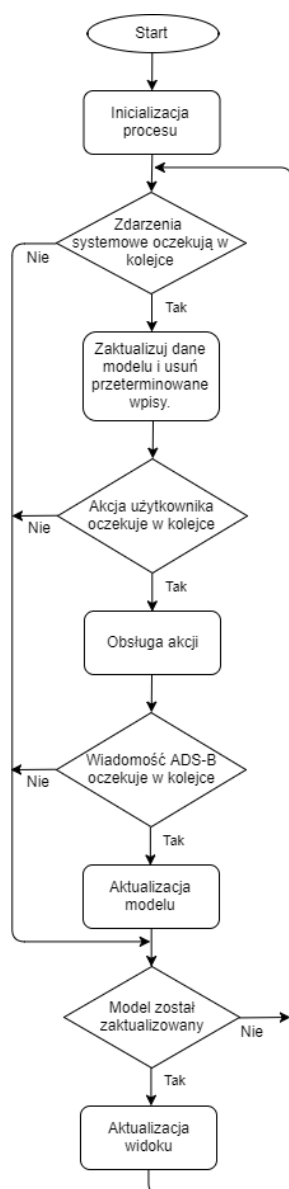 Start
Inicializacja
procesu
Zdarzenia
systemowe oczekują w
kolejce
Nie
Tak
Zaktualizuj dane
modelu i usuń
przeterminowane
wpisy.
Akcja użytkownika
oczekuje w kolejce
Nie
Tak
Obsługa akcji
Wiadomość ADS-B
oczekuje w kolejce
Nie
Tak
Aktualizacja
modelu
Model został
zaktualizowany
Nie
Tak
Aktualizacja
widoku